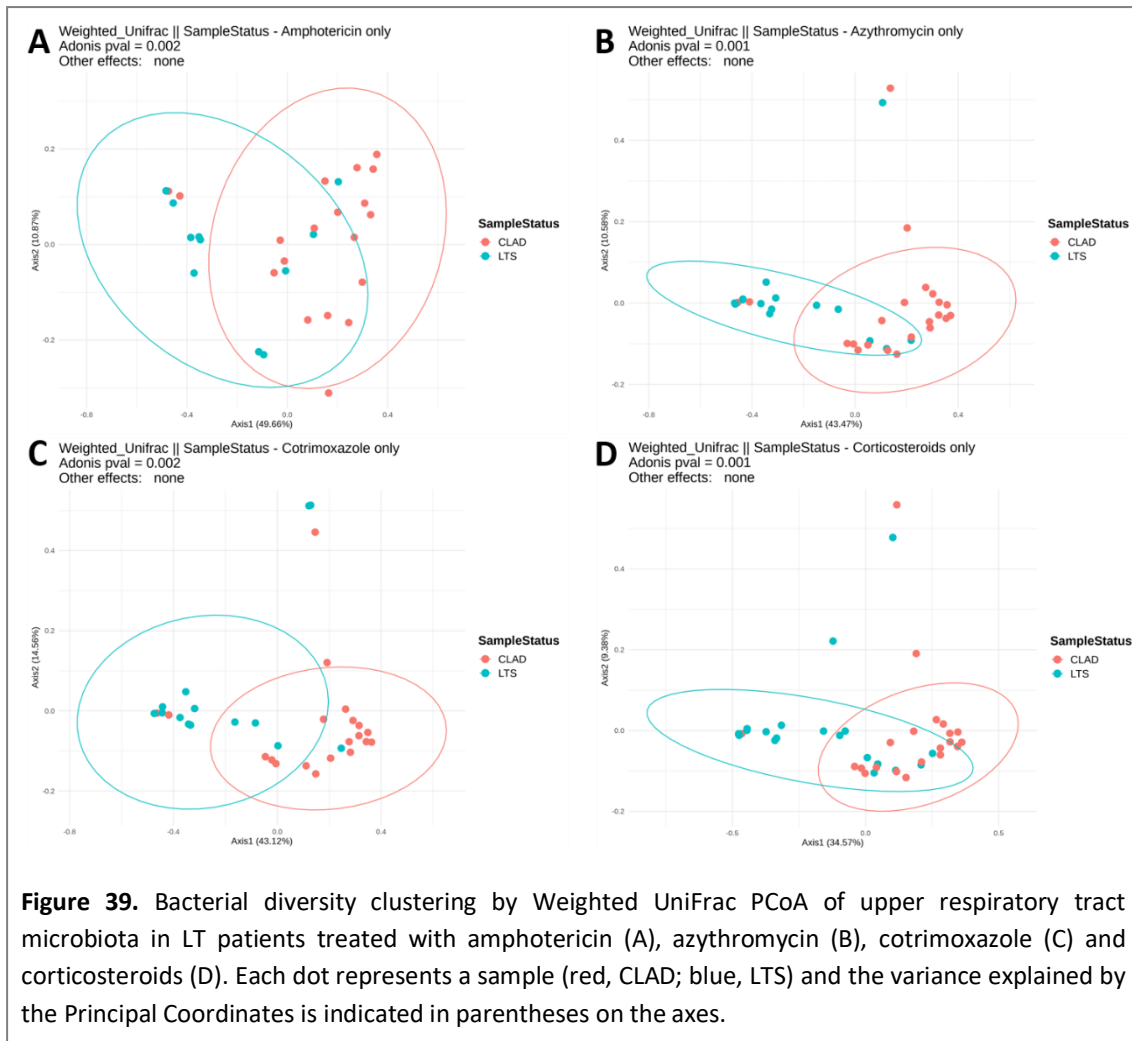 A
Weighted_Unifrac || SampleStatus - Amphotericin only
Adonis pval = 0.002
Other effects: none
0.2
0.0
-0.2
Axis2 (10.87%)
-0.8
-0.4
0.0
0.4
Axis1 (49.66%)
SampleStatus
CLAD
LTS
B
Weighted_Unifrac || SampleStatus - Azythromycin only
Adonis pval = 0.001
Other effects: none
0.4
0.2
0.0
-0.2
Axis2 (10.58%)
-0.8
-0.4
0.0
0.4
Axis1 (43.47%)
SampleStatus
CLAD
LTS
C
Weighted_Unifrac || SampleStatus - Cotrimoxazole only
Adonis pval = 0.002
Other effects: none
0.4
0.2
0.0
-0.2
Axis2 (14.56%)
-0.8
-0.4
0.0
0.4
Axis1 (43.12%)
SampleStatus
CLAD
LTS
D
Weighted_Unifrac || SampleStatus - Corticosteroids only
Adonis pval = 0.001
Other effects: none
0.4
0.2
0.0
-0.2
Axis2 (9.38%)
-0.5
0.0
0.5
Axis1 (34.57%)
SampleStatus
CLAD
LTS
Figure 39. Bacterial diversity clustering by Weighted UniFrac PCoA of upper respiratory tract
microbiota in LT patients treated with amphotericin (A), azythromycin (B), cotrimoxazole (C) and
corticosteroids (D). Each dot represents a sample (red, CLAD; blue, LTS) and the variance explained by
the Principal Coordinates is indicated in parentheses on the axes.